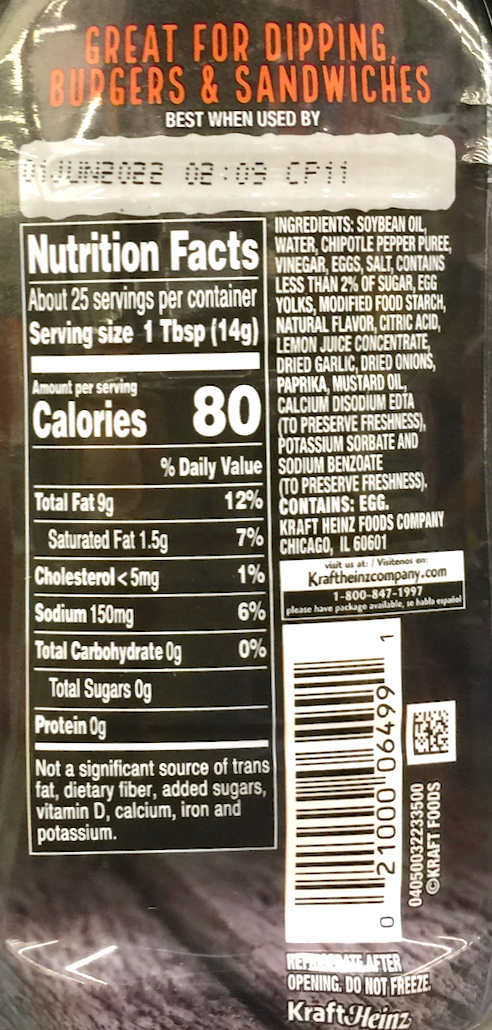 GREAT FOR DIPPING,
BURGERS & SANDWICHES
BEST WHEN USED BY
01JUN2022 02:09 CF11
Nutrition Facts
About 25 servings per container
Serving size 1 Tbsp (14g)
Amount per serving
Calories 80
% Daily Value
Total Fat 9g 12%
Saturated Fat 1.5g 7%
Cholesterol < 5mg 1%
Sodium 150mg 6%
Total Carbohydrate 0g 0%
Total Sugars 0g
Protein 0g
Not a significant source of trans
fat, dietary fiber, added sugars,
vitamin D, calcium, iron and
potassium.
INGREDIENTS: SOYBEAN OIL,
WATER, CHIPOTLE PEPPER PUREE,
VINEGAR, EGGS, SALT, CONTAINS
LESS THAN 2% OF SUGAR, EGG
YOLKS, MODIFIED FOOD STARCH,
NATURAL FLAVOR, CITRIC ACID,
LEMON JUICE CONCENTRATE,
DRIED GARLIC, DRIED ONIONS,
PAPRIKA, MUSTARD OIL,
CALCIUM DISODIUM EDTA
(TO PRESERVE FRESHNESS),
POTASSIUM SORBATE AND
SODIUM BENZOATE
(TO PRESERVE FRESHNESS).
CONTAINS: EGG.
KRAFT HEINZ FOODS COMPANY
CHICAGO, IL 60601
visit us at: / Visítenos en:
Kraftheinzcompany.com
1-800-847-1997
please have package available, se habla español
0 21000 06499 1
04050032233500
©KRAFT FOODS
REFRIGERATE AFTER
OPENING. DO NOT FREEZE.
KraftHeinz